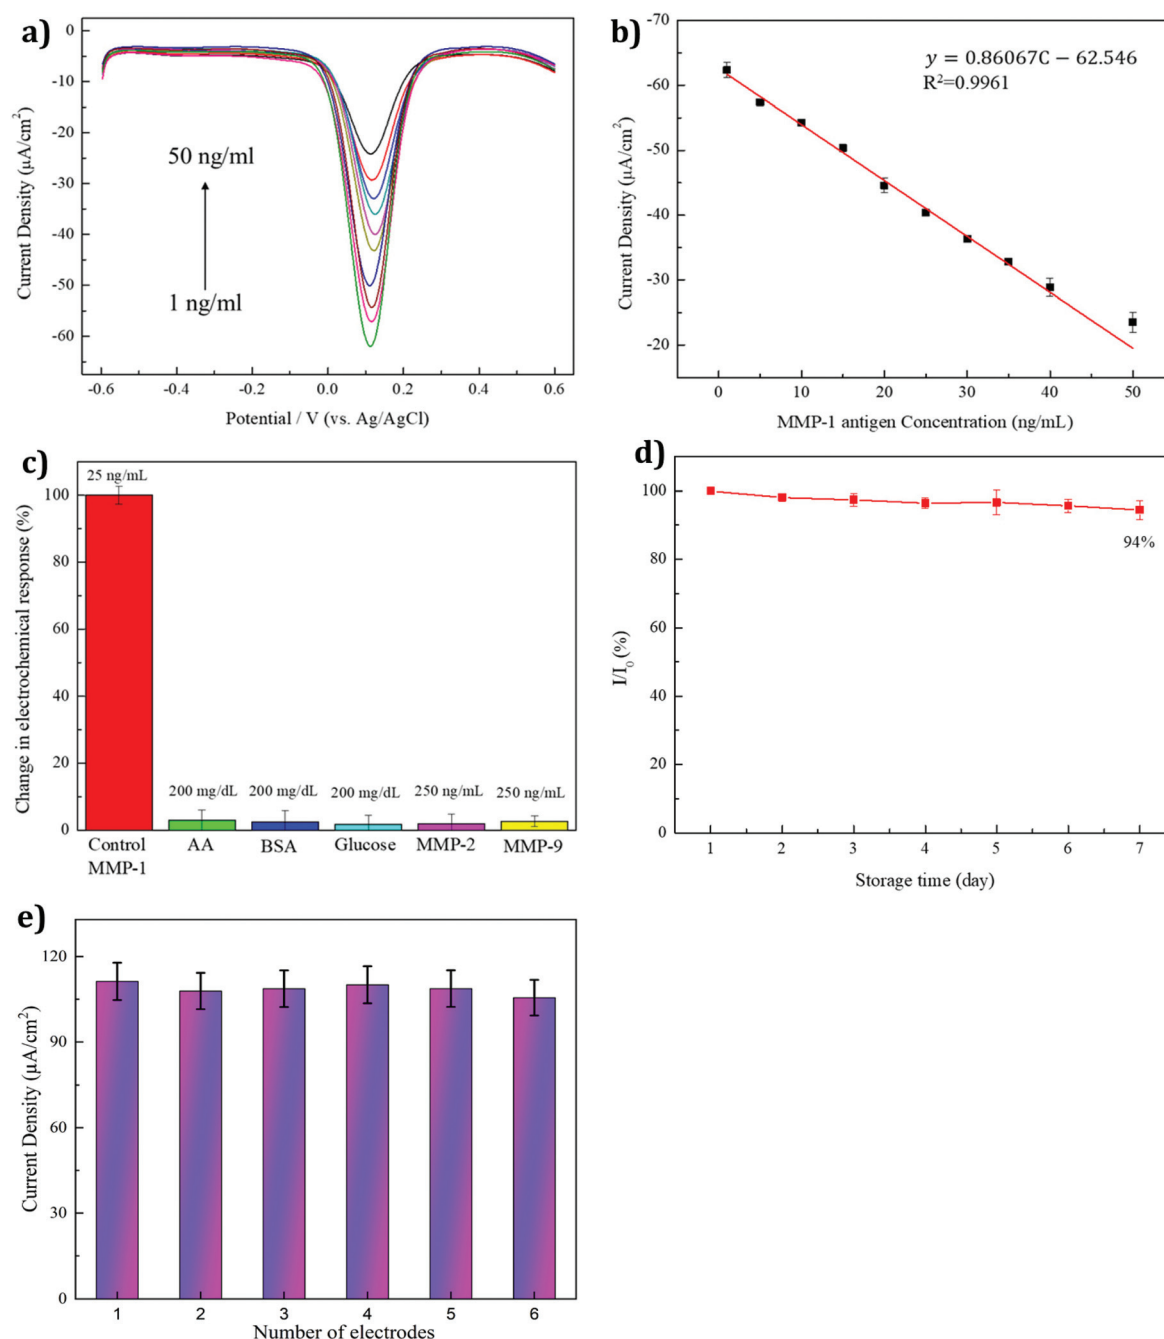 a)
0
-10
-20
-30
-40
-50
-60
Current Density (µA/cm²)
50 ng/ml
1 ng/ml
-0.6
-0.4
-0.2
0.0
0.2
0.4
0.6
Potential / V (vs. Ag/AgCl)
b)
-70
-60
-50
-40
-30
-20
Current Density (µA/cm²)
y = 0.86067C − 62.546
R²=0.9961
0
10
20
30
40
50
MMP-1 antigen Concentration (ng/mL)
c)
100
80
60
40
20
0
Change in electrochemical response (%)
25 ng/mL
200 mg/dL
200 mg/dL
200 mg/dL
250 ng/mL
250 ng/mL
Control
MMP-1
AA
BSA
Glucose
MMP-2
MMP-9
d)
100
80
60
40
20
0
I/I₀ (%)
94%
1
2
3
4
5
6
7
Storage time (day)
e)
120
90
60
30
0
Current Density (µA/cm²)
1
2
3
4
5
6
Number of electrodes